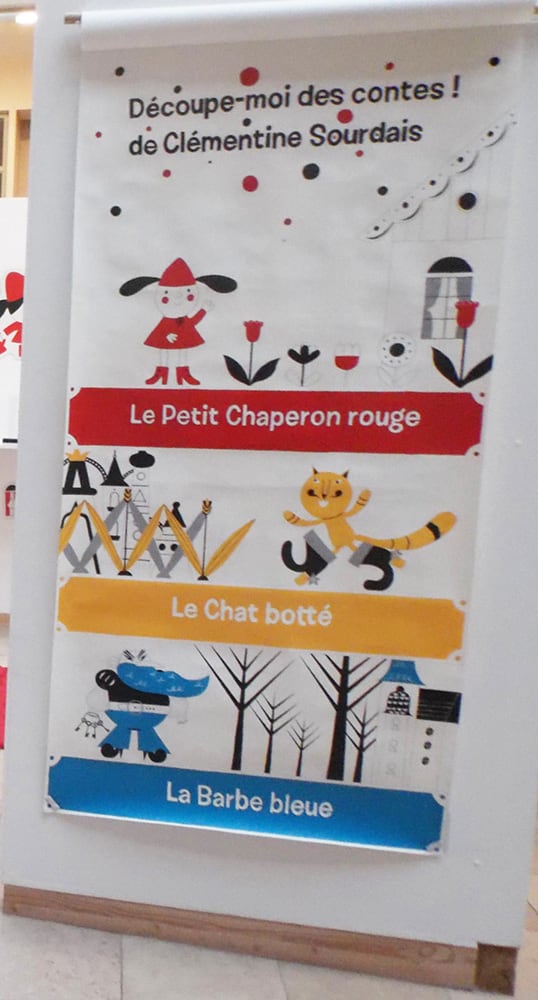 Découpe-moi des contes !
de Clémentine Sourdais
Le Petit Chaperon rouge
Le Chat botté
La Barbe bleue